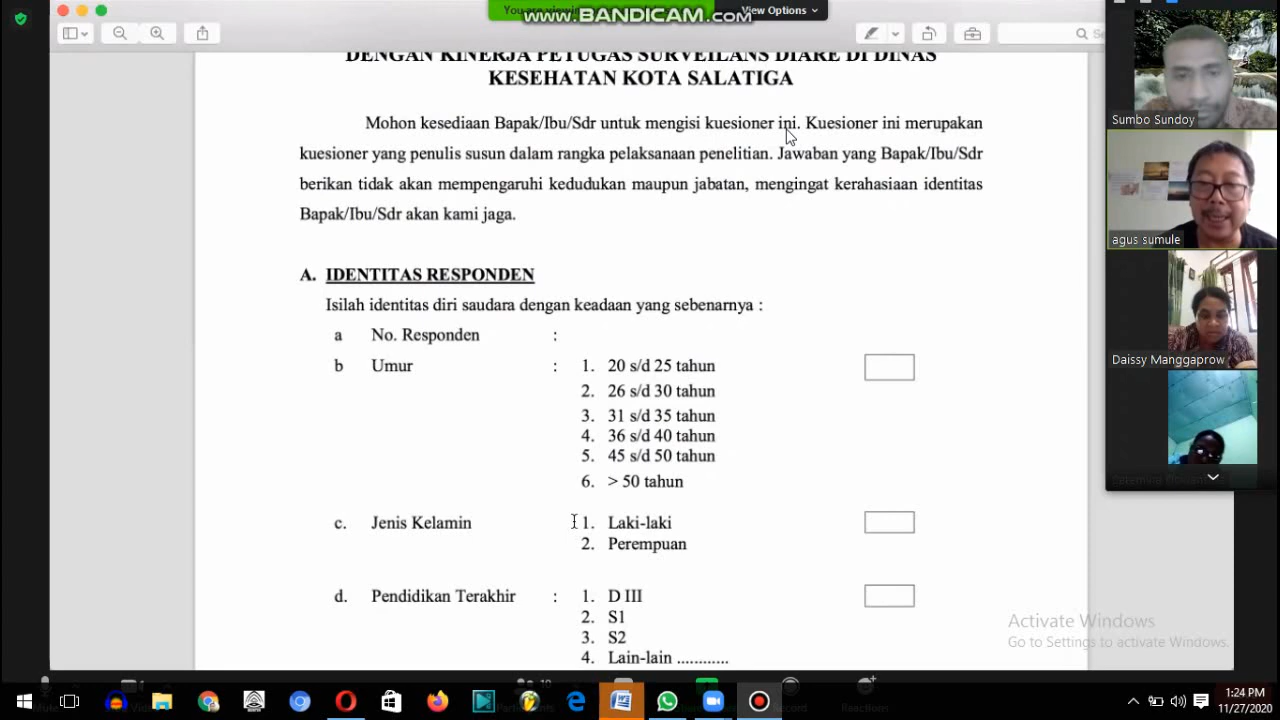 You are
www.BANDICAM.com
View Options
DENGAN KINERJA PETUGAS SURVEILANS DIARE DI DINAS
KESEHATAN KOTA SALATIGA
Mohon kesediaan Bapak/Ibu/Sdr untuk mengisi kuesioner ini. Kuesioner ini merupakan
kuesioner yang penulis susun dalam rangka pelaksanaan penelitian. Jawaban yang Bapak/Ibu/Sdr
berikan tidak akan mempengaruhi kedudukan maupun jabatan, mengingat kerahasiaan identitas
Bapak/Ibu/Sdr akan kami jaga.
A. IDENTITAS RESPONDEN
Isilah identitas diri saudara dengan keadaan yang sebenarnya :
a No. Responden :
b Umur : 1. 20 s/d 25 tahun
2. 26 s/d 30 tahun
3. 31 s/d 35 tahun
4. 36 s/d 40 tahun
5. 45 s/d 50 tahun
6. > 50 tahun
c. Jenis Kelamin 1. Laki-laki
2. Perempuan
d. Pendidikan Terakhir : 1. D III
2. S1
3. S2
4. Lain-lain ............
Sumbo Sundoy
agus sumule
Daissy Manggaprow
Activate Windows
Go to Settings to activate Windows.
Participants
10
Record
Reactions
1:24 PM
11/27/2020